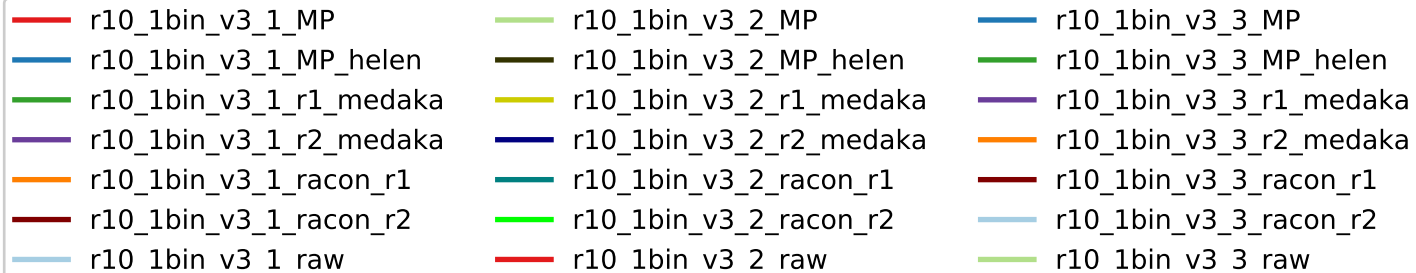 r10_1bin_v3_1_MP r10_1bin_v3_2_MP r10_1bin_v3_3_MP
r10_1bin_v3_1_MP_helen r10_1bin_v3_2_MP_helen r10_1bin_v3_3_MP_helen
r10_1bin_v3_1_r1_medaka r10_1bin_v3_2_r1_medaka r10_1bin_v3_3_r1_medaka
r10_1bin_v3_1_r2_medaka r10_1bin_v3_2_r2_medaka r10_1bin_v3_3_r2_medaka
r10_1bin_v3_1_racon_r1 r10_1bin_v3_2_racon_r1 r10_1bin_v3_3_racon_r1
r10_1bin_v3_1_racon_r2 r10_1bin_v3_2_racon_r2 r10_1bin_v3_3_racon_r2
r10_1bin_v3_1_raw r10_1bin_v3_2_raw r10_1bin_v3_3_raw